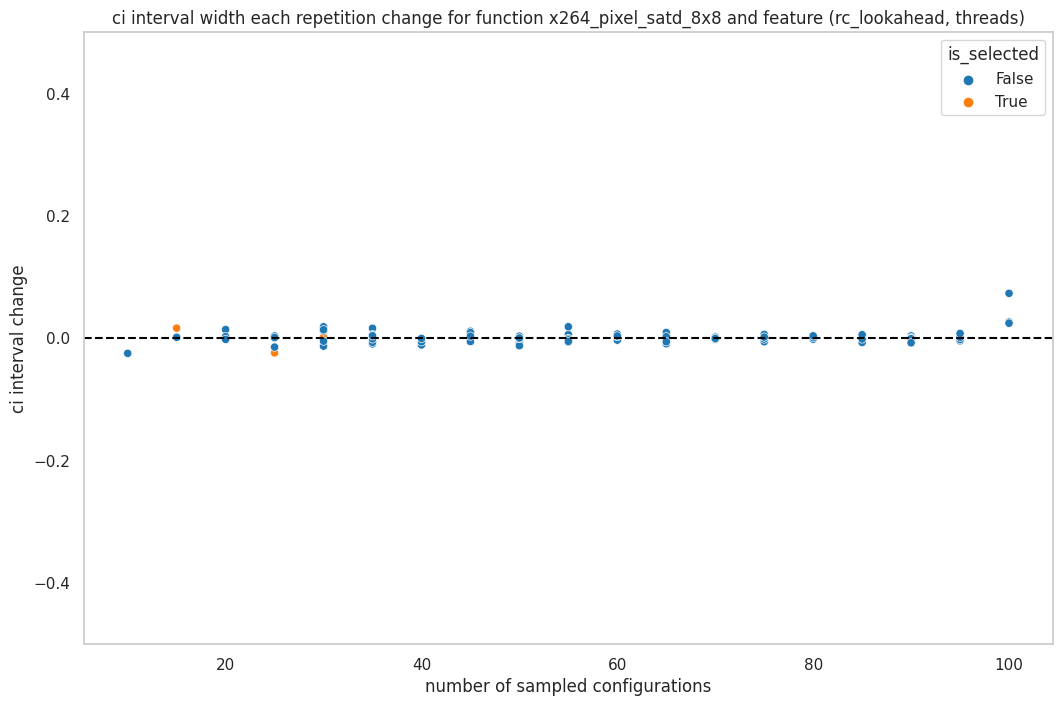 ci interval width each repetition change for function x264_pixel_satd_8x8 and feature (rc_lookahead, threads)
is_selected
False
True
0.4
0.2
0.0
−0.2
−0.4
ci interval change
20
40
60
80
100
number of sampled configurations